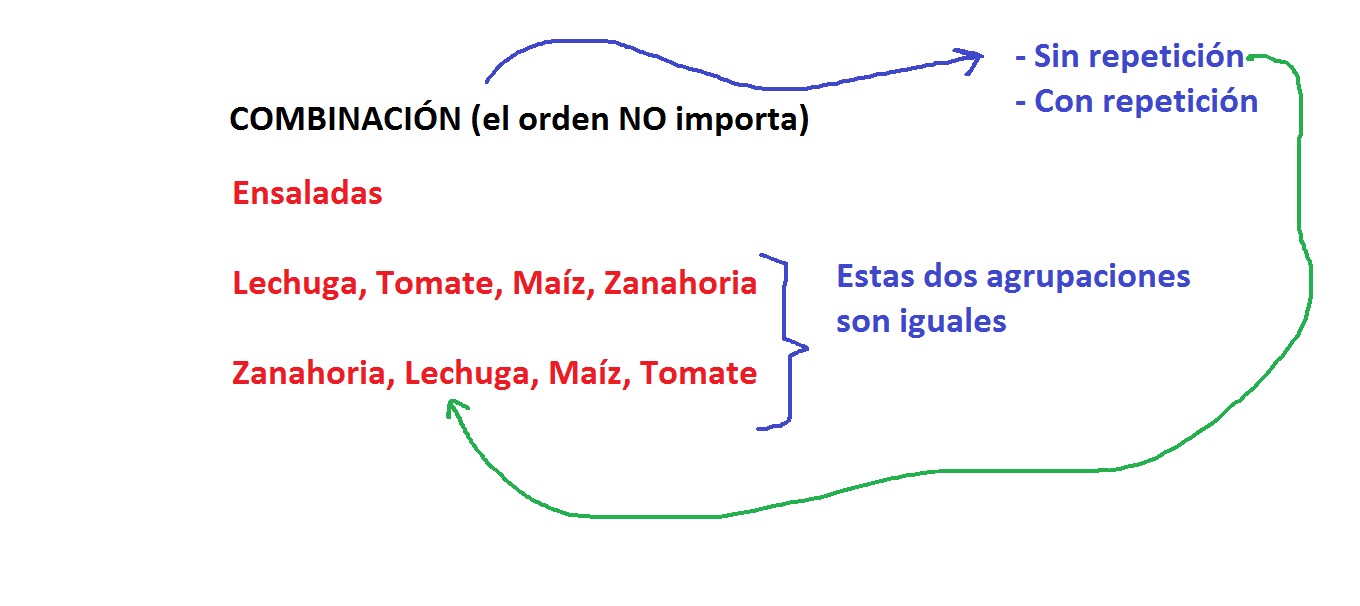 - Sin repetición
- Con repetición
COMBINACIÓN (el orden NO importa)
Ensaladas
Lechuga, Tomate, Maíz, Zanahoria
Estas dos agrupaciones
son iguales
Zanahoria, Lechuga, Maíz, Tomate